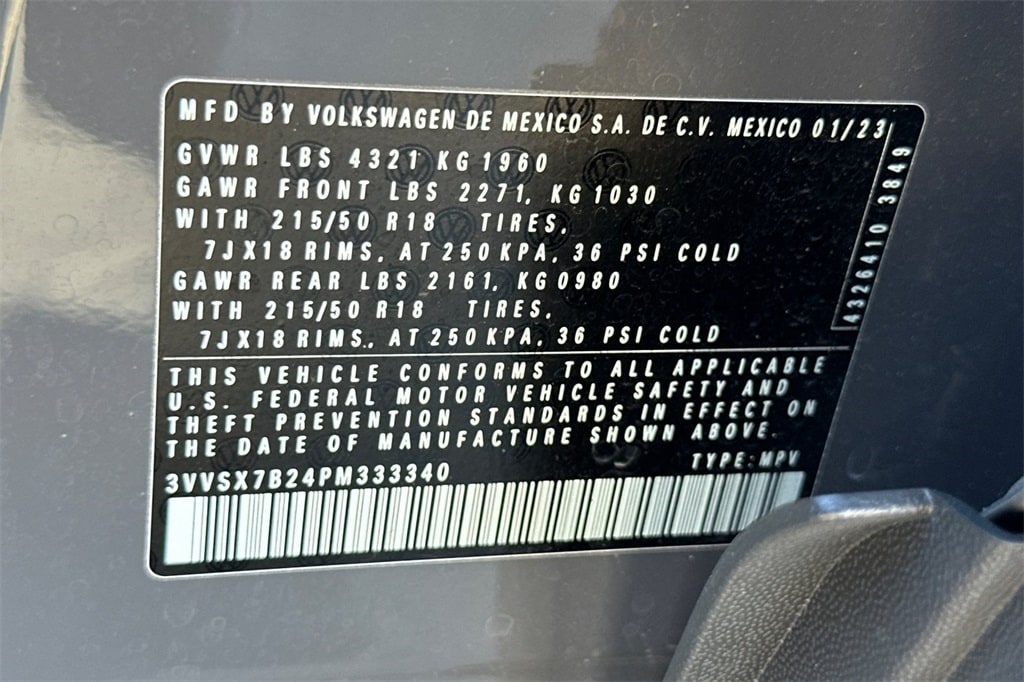 MFD BY VOLKSWAGEN DE MEXICO S.A. DE C.V. MEXICO 01/23
GVWR LBS 4321 KG 1960
GAWR FRONT LBS 2271, KG 1030
WITH 215/50 R18 TIRES,
7JX18 RIMS, AT 250 KPA, 36 PSI COLD
GAWR REAR LBS 2161, KG 0980
WITH 215/50 R18 TIRES,
7JX18 RIMS., AT 250 KPA, 36 PSI COLD
THIS VEHICLE CONFORMS TO ALL APPLICABLE
U.S. FEDERAL MOTOR VEHICLE SAFETY AND
THEFT PREVENTION STANDARDS IN EFFECT ON
THE DATE OF MANUFACTURE SHOWN ABOVE.
3VVSX7B24PM333340 TYPE:MPV
4326410 3849